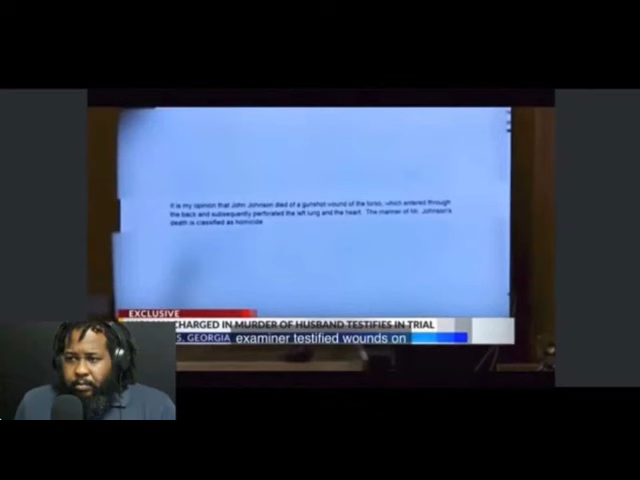 It is my opinion that John Johnson died of a gunshot wound of the torso, which entered through
the back and subsequently perforated the left lung and the heart. The manner of Mr. Johnson's
death is classified as homicide
EXCLUSIVE
CHARGED IN MURDER OF HUSBAND TESTIFIES IN TRIAL
S, GEORGIA examiner testified wounds on